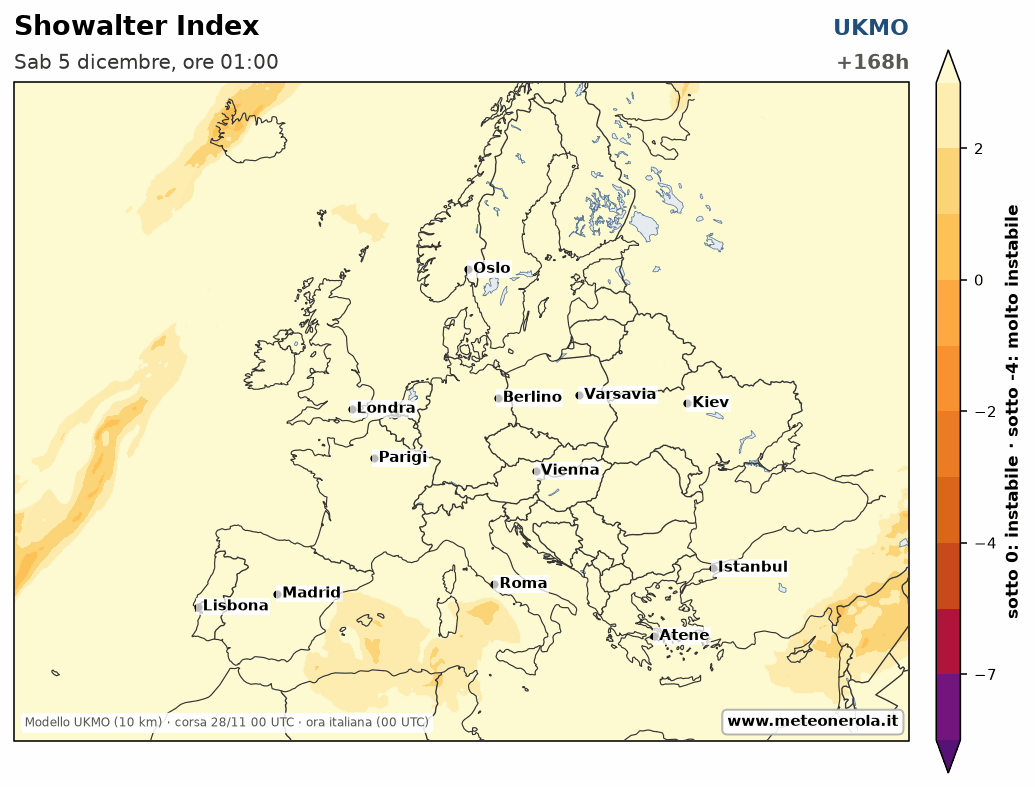 Showalter Index
UKMO
Sab 5 dicembre, ore 01:00
+168h
2
0
−2
−4
−7
sotto 0: instabile · sotto -4: molto instabile
Oslo
Berlino
Varsavia
Kiev
Londra
Parigi
Vienna
Istanbul
Roma
Madrid
Lisbona
Atene
Modello UKMO (10 km) · corsa 28/11 00 UTC · ora italiana (00 UTC)
www.meteonerola.it